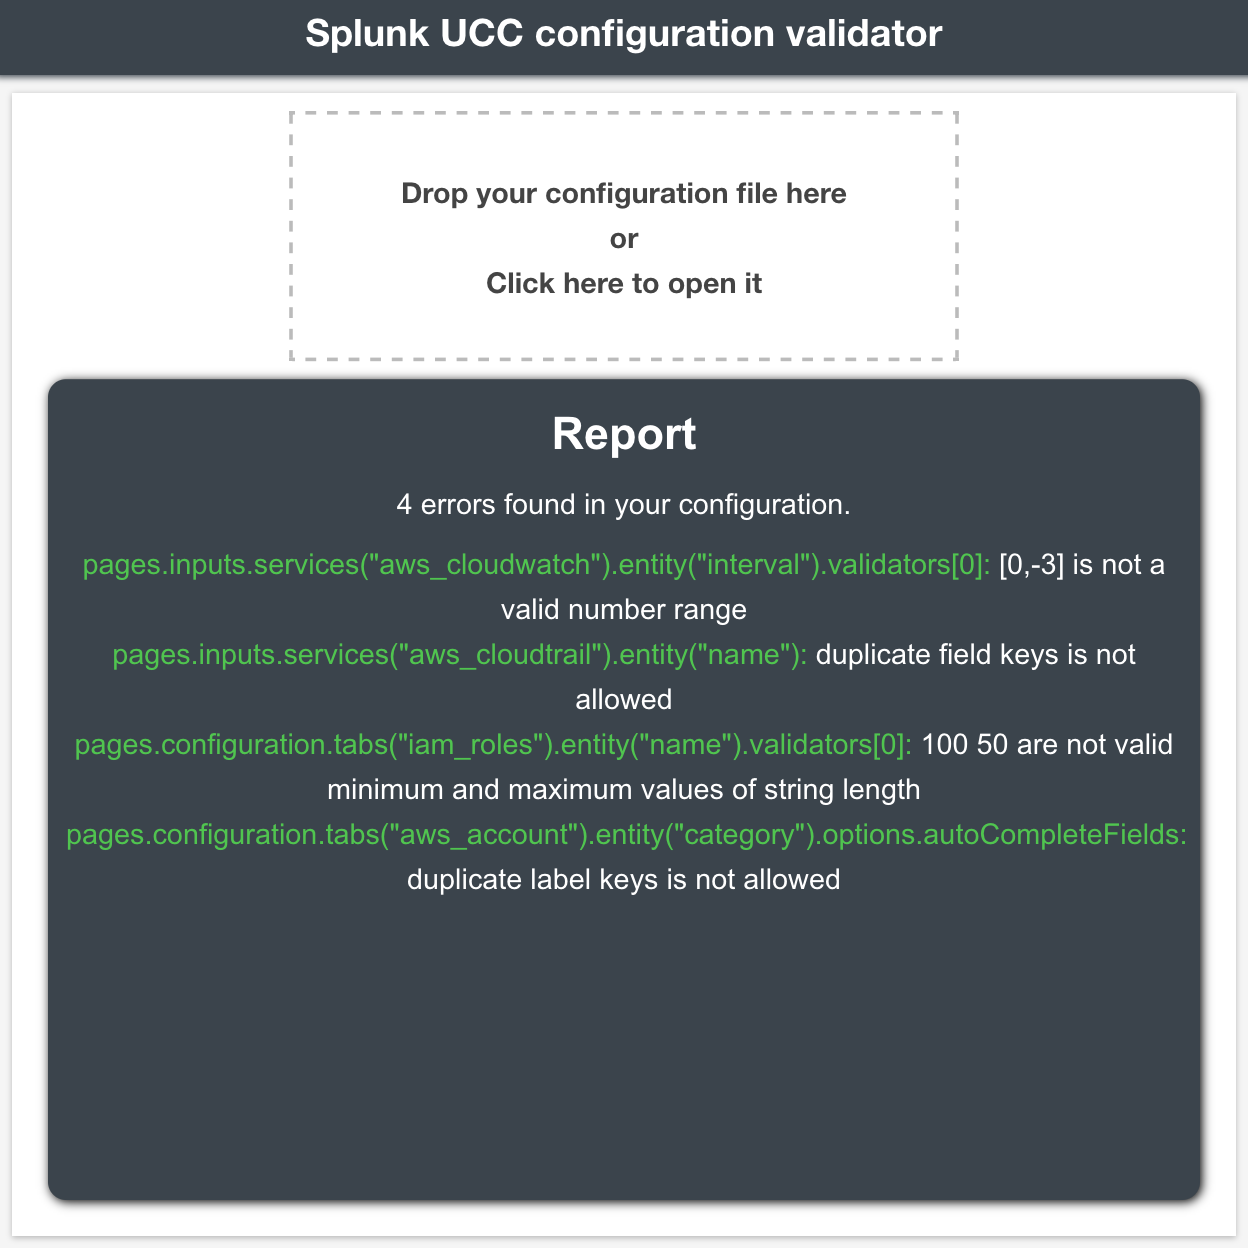 Splunk UCC configuration validator
Drop your configuration file here
or
Click here to open it
Report
4 errors found in your configuration.
pages.inputs.services("aws_cloudwatch").entity("interval").validators[0]: [0,-3] is not a
valid number range
pages.inputs.services("aws_cloudtrail").entity("name"): duplicate field keys is not
allowed
pages.configuration.tabs("iam_roles").entity("name").validators[0]: 100 50 are not valid
minimum and maximum values of string length
pages.configuration.tabs("aws_account").entity("category").options.autoCompleteFields:
duplicate label keys is not allowed